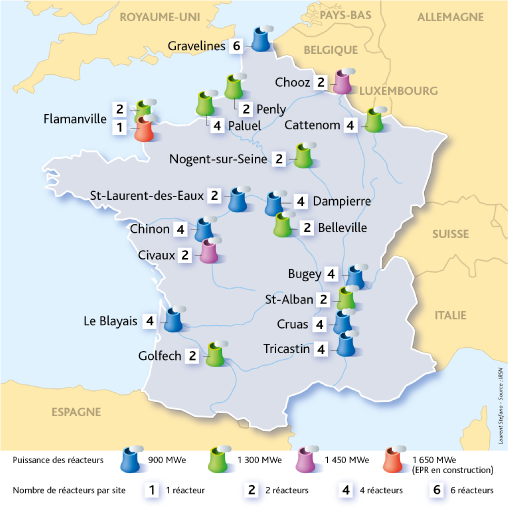 ROYAUME-UNI
PAYS-BAS
ALLEMAGNE
Gravelines 6
BELGIQUE
Chooz 2
LUXEMBOURG
2
Flamanville
1
2 Penly
4 Paluel
Cattenom 4
Nogent-sur-Seine 2
St-Laurent-des-Eaux 2
4 Dampierre
Chinon 4
2 Belleville
Civaux 2
SUISSE
Bugey 4
St-Alban 2
ITALIE
Le Blayais 4
Cruas 4
Golfech 2
Tricastin 4
ESPAGNE
Laurent Stefano - Source : IRSN
Puissance des réacteurs 900 MWe 1 300 MWe 1 450 MWe 1 650 MWe
(EPR en construction)
Nombre de réacteurs par site 1 1 réacteur 2 2 réacteurs 4 4 réacteurs 6 6 réacteurs